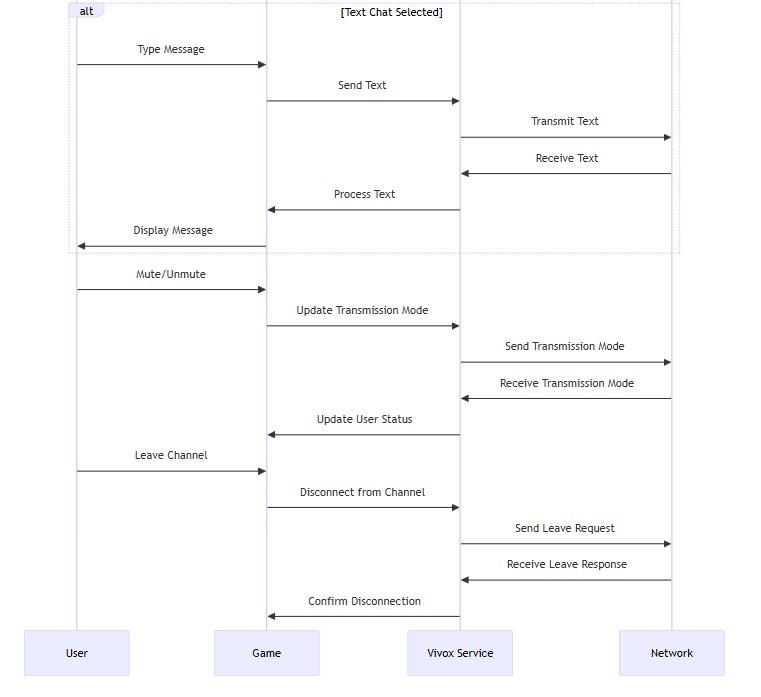 alt
[Text Chat Selected]
Type Message
Send Text
Transmit Text
Receive Text
Process Text
Display Message
Mute/Unmute
Update Transmission Mode
Send Transmission Mode
Receive Transmission Mode
Update User Status
Leave Channel
Disconnect from Channel
Send Leave Request
Receive Leave Response
Confirm Disconnection
User
Game
Vivox Service
Network